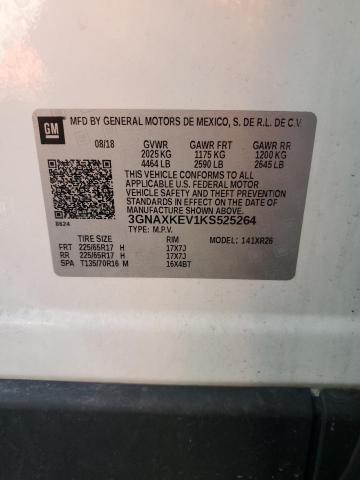 GM
MFD BY GENERAL MOTORS DE MEXICO, S. DE R.L. DE C.V.
08/18 GVWR GAWR FRT GAWR RR
2025 KG 1175 KG 1200 KG
4464 LB 2590 LB 2645 LB
THIS VEHICLE CONFORMS TO ALL
APPLICABLE U.S. FEDERAL MOTOR
VEHICLE SAFETY AND THEFT PREVENTION
STANDARDS IN EFFECT ON THE DATE OF
MANUFACTURE SHOWN ABOVE.
3GNAXKEV1KS525264
8624
TYPE: M.P.V. MODEL: 141XR26
TIRE SIZE RIM
FRT 225/65R17 H 17X7J
RR 225/65R17 H 17X7J
SPA T135/70R16 M 16X4BT